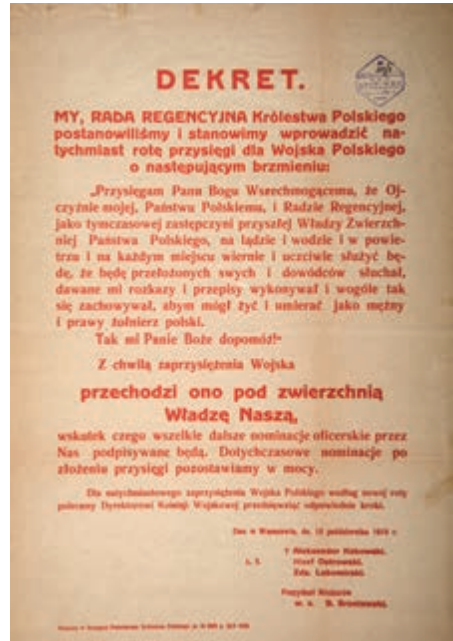 DEKRET.
MY, RADA REGENCYJNA Królestwa Polskiego
postanowiliśmy i stanowimy wprowadzić na-
tychmiast rotę przysięgi dla Wojska Polskiego
o następującym brzmieniu:
„Przysięgam Panu Bogu Wszechmogącemu, że Oj-
czyźnie mojej, Państwu Polskiemu, i Radzie Regencyjnej,
jako tymczasowej zastępczyni przyszłej Władzy Zwierzch-
niej Państwa Polskiego, na lądzie i wodzie i w powie-
trzu i na każdym miejscu wiernie i uczciwie służyć bę-
dę, że będę przełożonych swych i dowódców słuchał,
dawane mi rozkazy i przepisy wykonywał i wogóle tak
się zachowywał, abym mógł żyć i umierać jako mężny
i prawy żołnierz polski.
Tak mi Panie Boże dopomóż!"
Z chwilą zaprzysiężenia Wojska
przechodzi ono pod zwierzchnią
Władzę Naszą,
wskutek czego wszelkie dalsze nominacje oficerskie przez
Nas podpisywane będą. Dotychczasowe nominacje po
złożeniu przysięgi pozostawiamy w mocy.
Dla natychmiastowego zaprzysiężenia Wojska Polskiego według nowej roty
polecamy Dyrektorowi Komisji Wojskowej przedsięwziąć odpowiednie kroki.
Dan w Warszawie, dn. października 1918 r.
† Aleksander Kakowski.
Józef Ostrowski.
Zdz. Lubomirski.
Prezydent Ministrów
w. z. B. Broniewski.